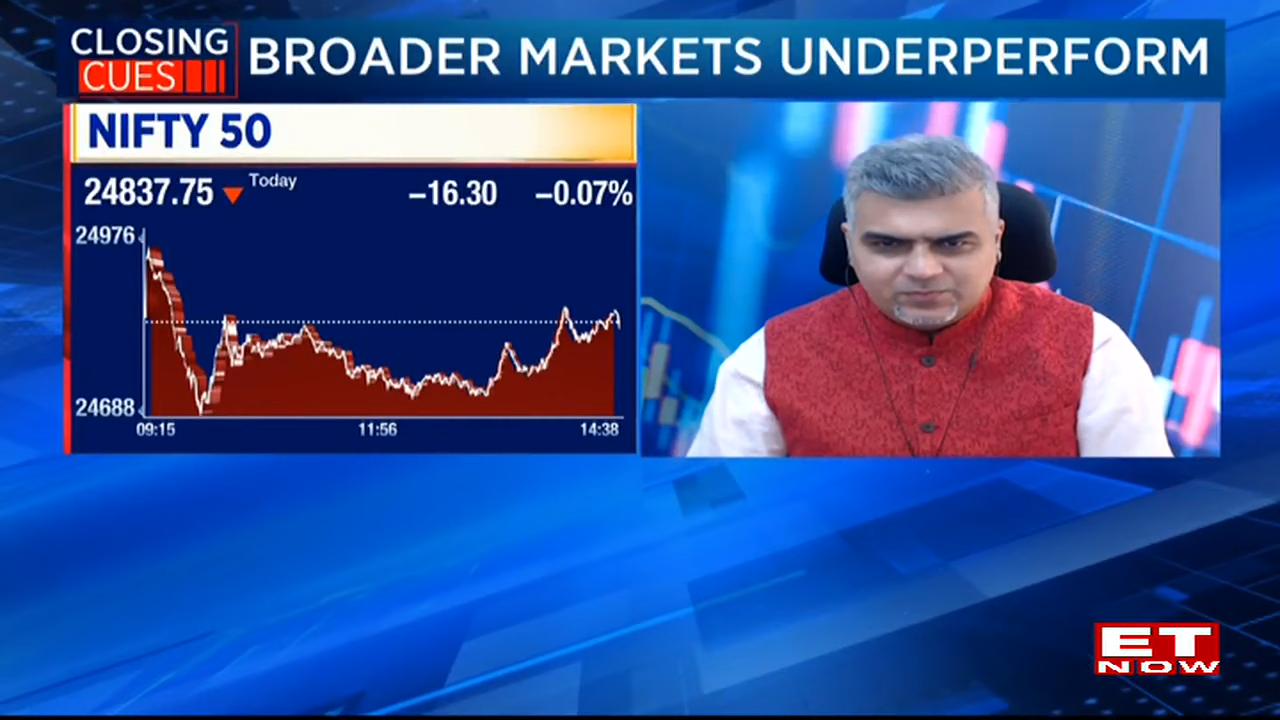 CLOSING
CUES
BROADER MARKETS UNDERPERFORM
NIFTY 50
24837.75 Today –16.30 –0.07%
24976
24688
09:15 11:56 14:38
ET
NOW